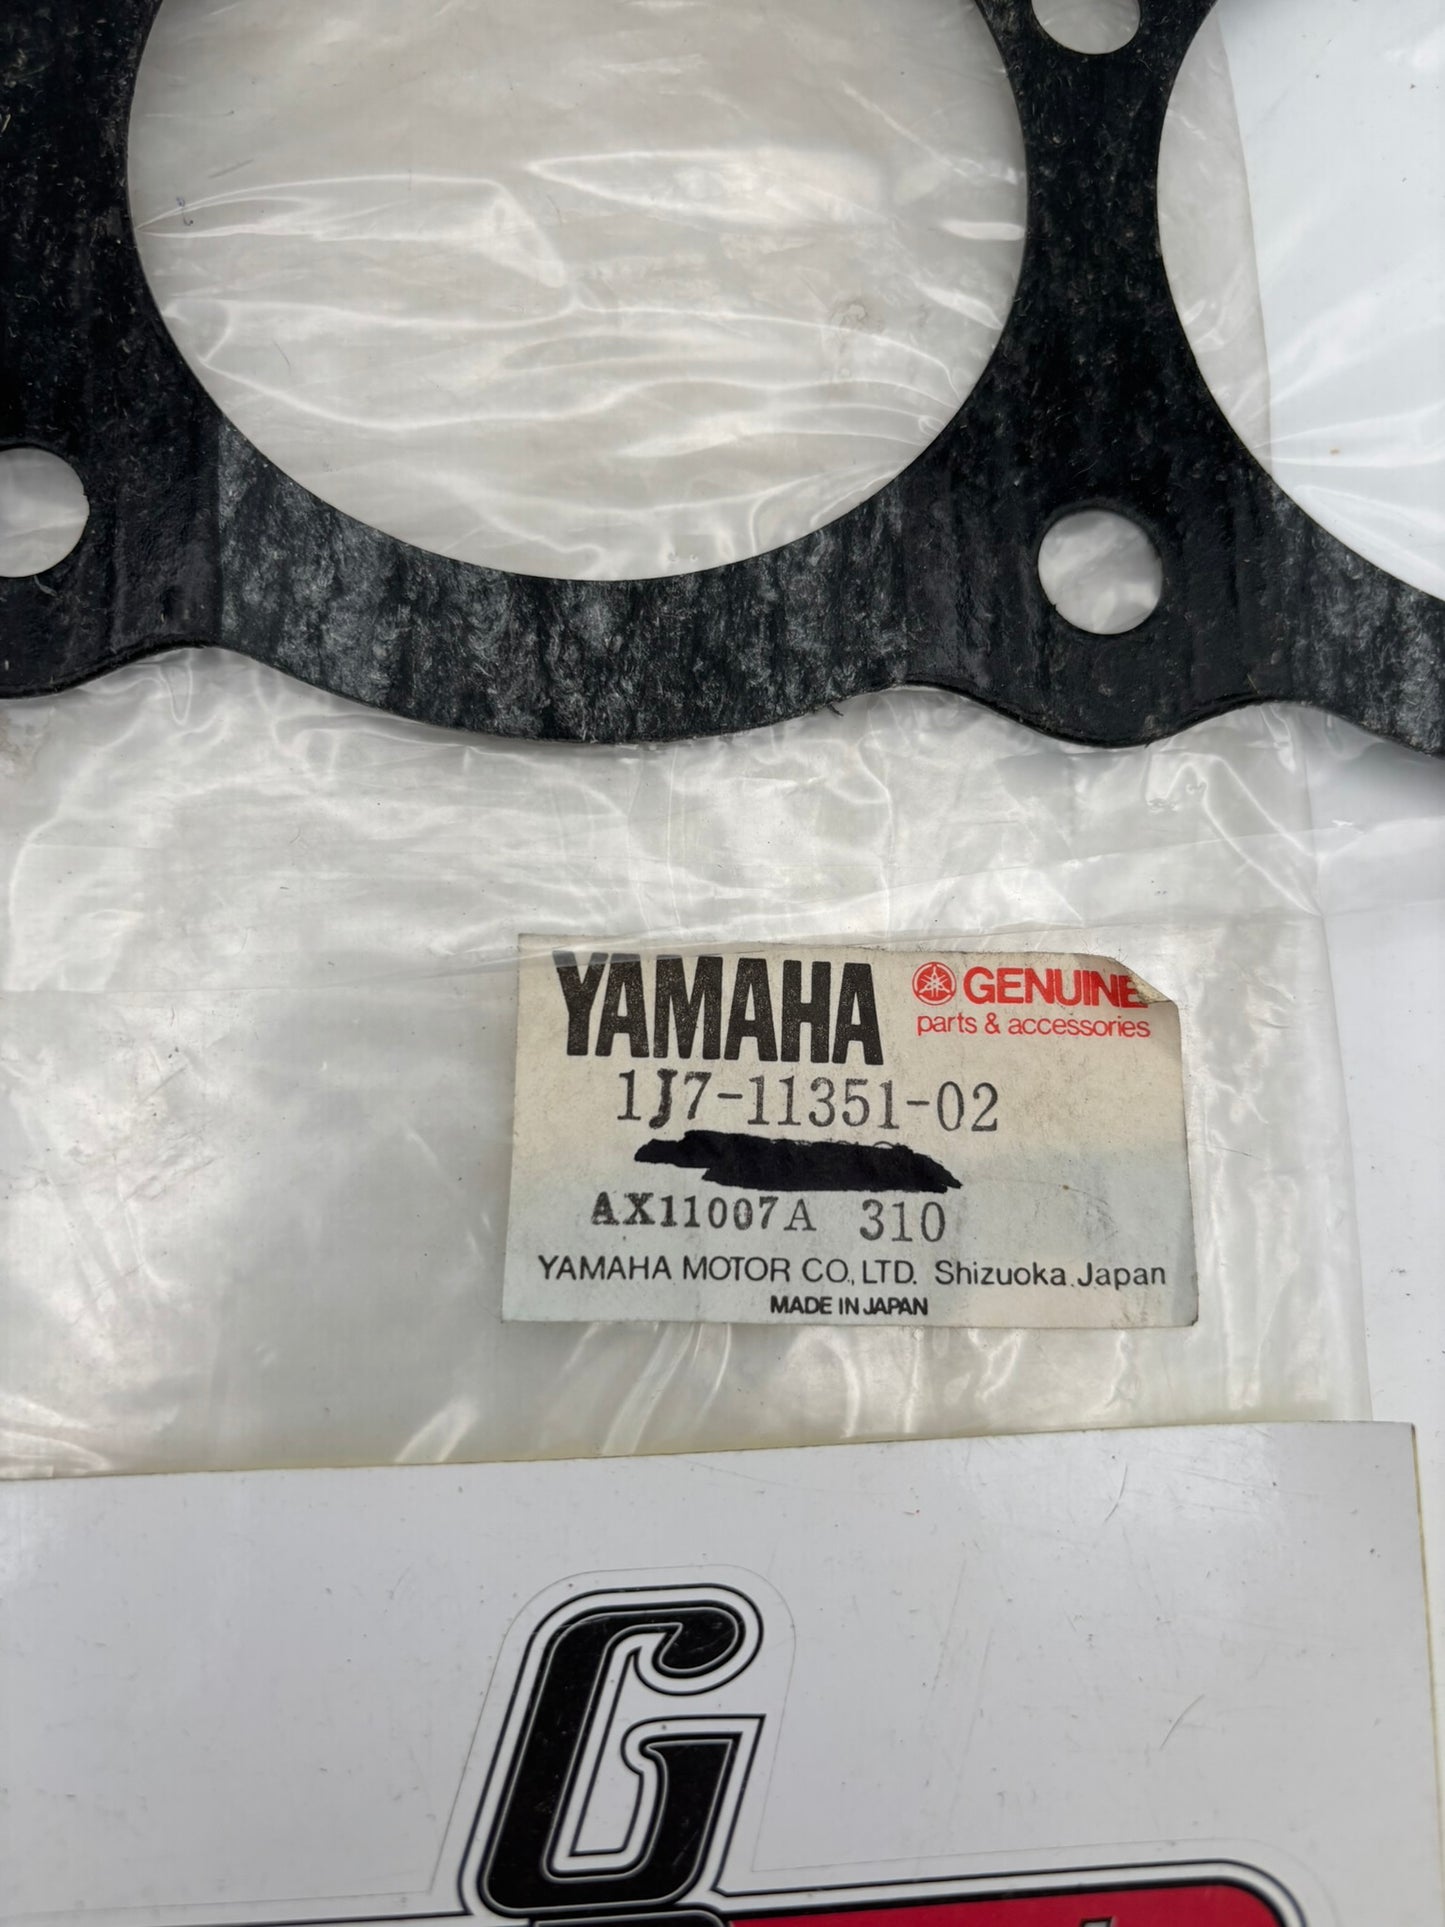 YAMAHA GENUINE
parts & accessories
1J7-11351-02
AX11007A 310
YAMAHA MOTOR CO., LTD. Shizuoka Japan
MADE IN JAPAN
G